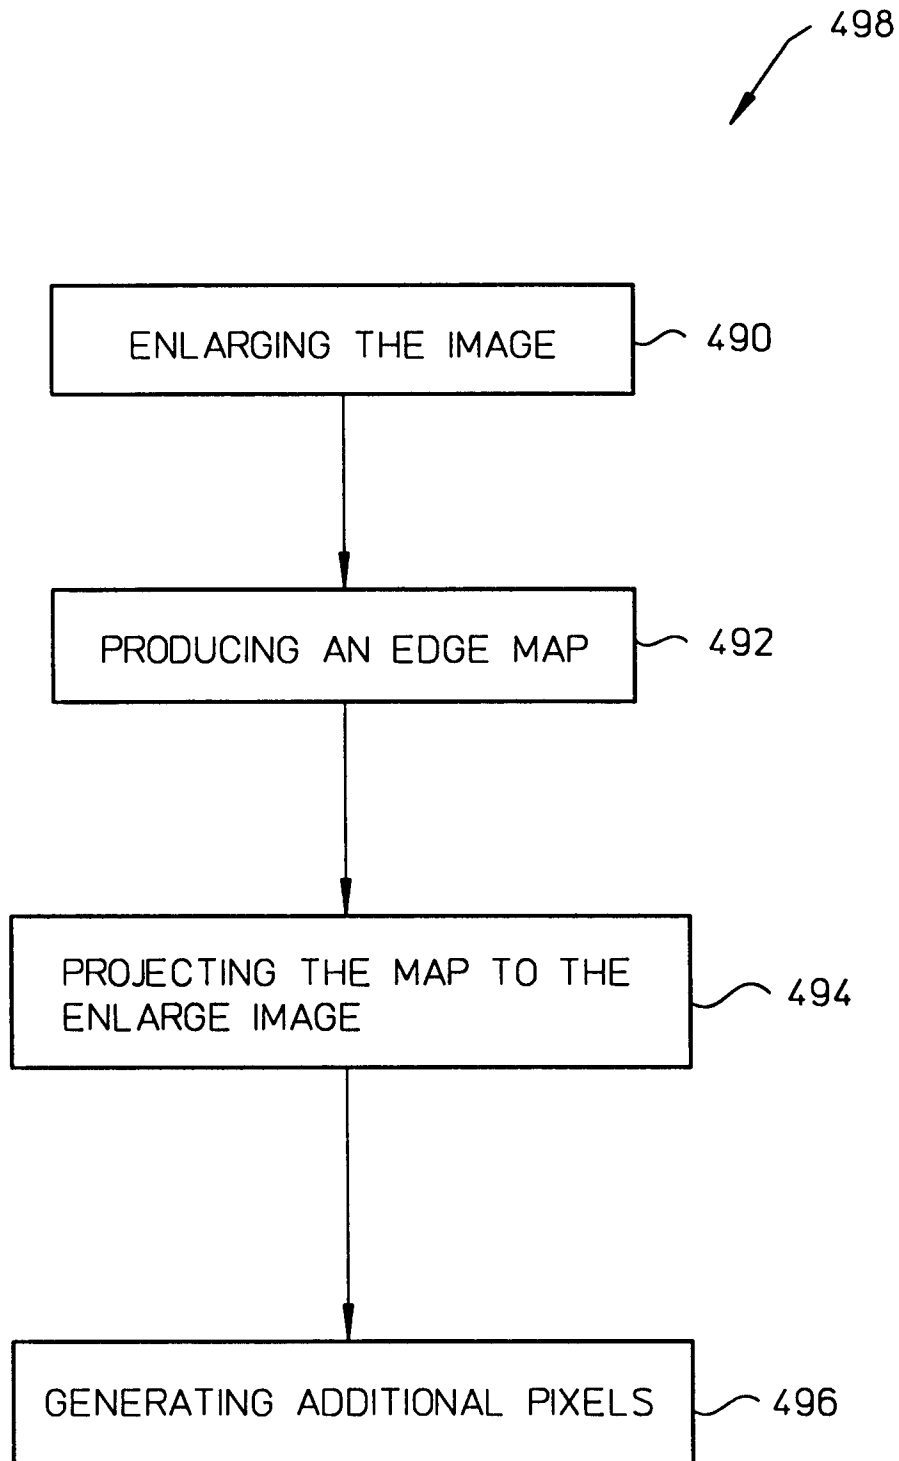 498
ENLARGING THE IMAGE
490
PRODUCING AN EDGE MAP
492
PROJECTING THE MAP TO THE
ENLARGE IMAGE
494
GENERATING ADDITIONAL PIXELS
496